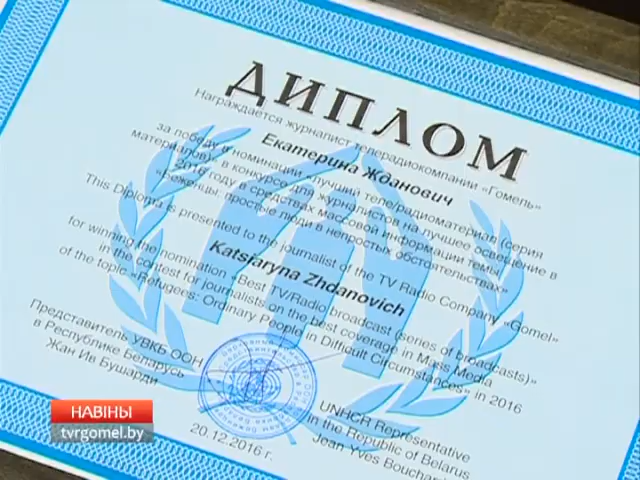 ДИПЛОМ
Награждается журналист телерадиокомпании «Гомель»
Екатерина Жданович
за победу в номинации «лучший теле/радиоматериал (серия
материалов)» в конкурсе для журналистов на лучшее освещение в
2016 году в средствах массовой информации темы
«Беженцы: простые люди в непростых обстоятельствах»
This Diploma is presented to the journalist of the TV Radio Company "Gomel"
Katsiaryna Zhdanovich
for winning the nomination "Best TV/Radio broadcast (series of broadcasts)"
in the contest for journalists on the best coverage in Mass Media
of the topic «Refugees: Ordinary People in Difficult Circumstances» in 2016
Представитель УВКБ ООН
в Республике Беларусь
Жан Ив Бушарди
UNHCR Representative
in the Republic of Belarus
Jean Yves
20.12.2016 г.
НАВІНЫ
tvrgomel.by